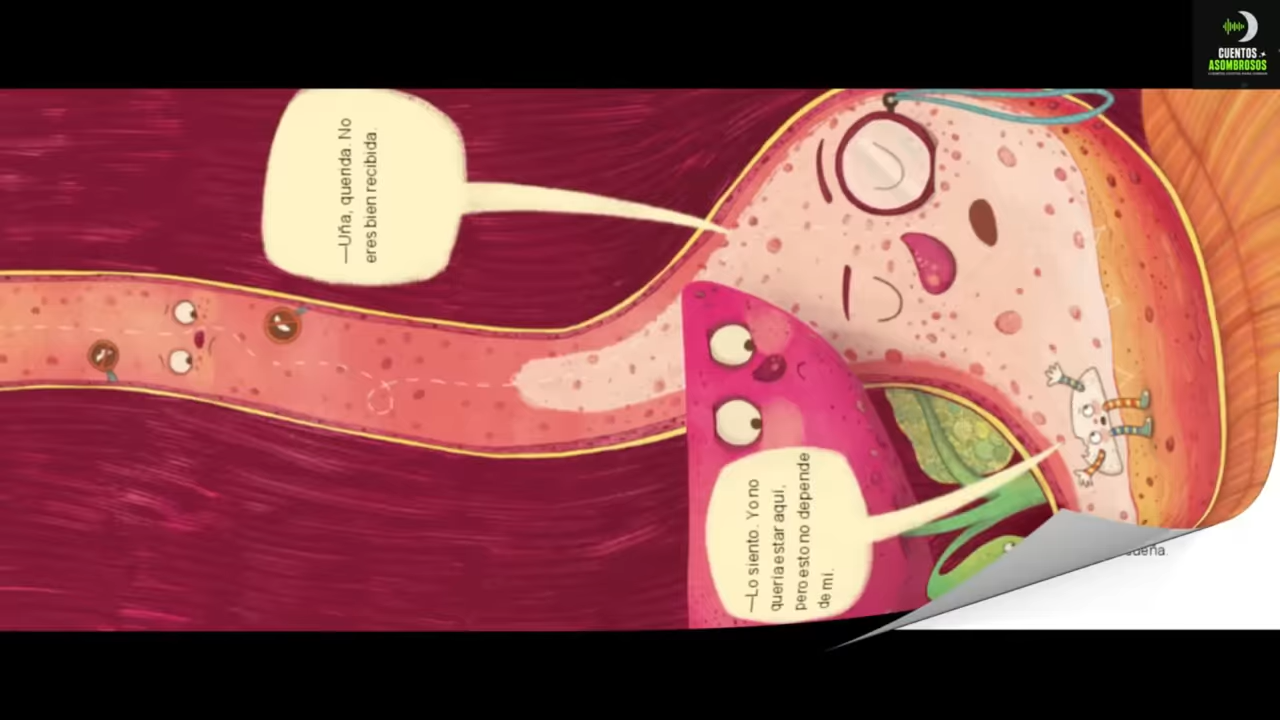 CUENTOS
ASOMBROSOS
—Uña, querida. No
eres bien recibida.
—Lo siento. Yo no
quería estar aquí,
pero esto no depende
de mí.